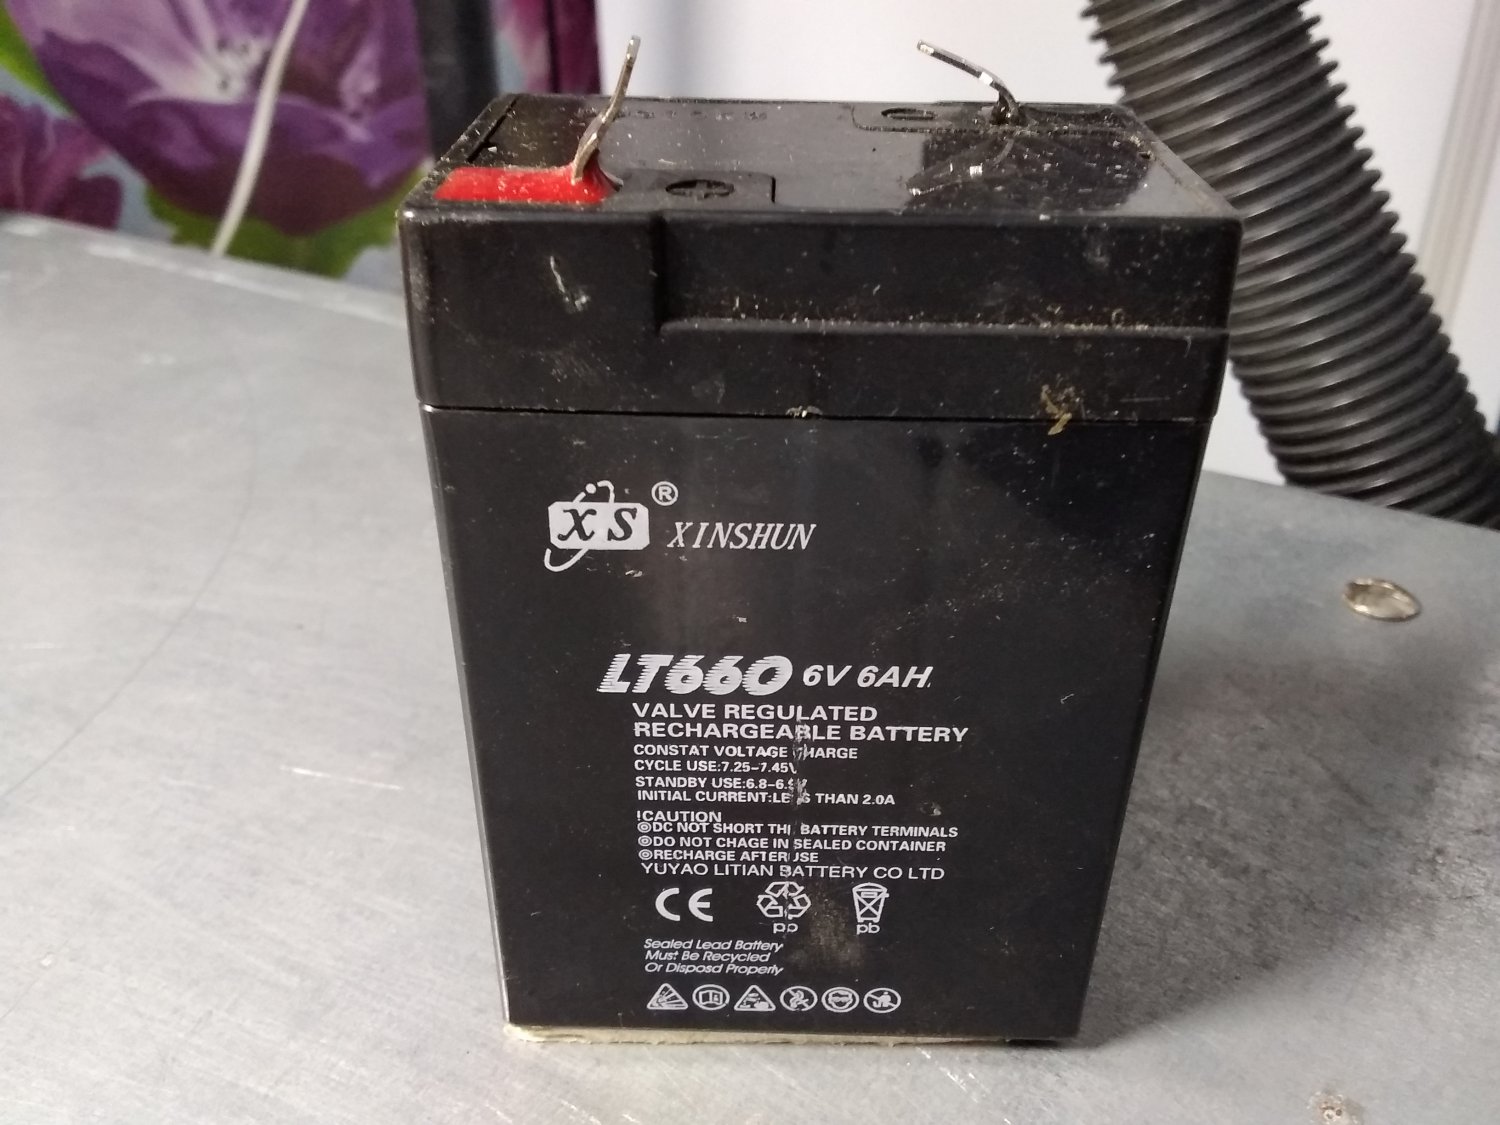 XS® XINSHUN
LT660 6V 6AH.
VALVE REGULATED
RECHARGEABLE BATTERY
CONSTAT VOLTAGE CHARGE
CYCLE USE:7.25-7.45V
STANDBY USE:6.8-6.9V
INITIAL CURRENT:LESS THAN 2.0A
!CAUTION
◎DC NOT SHORT THE BATTERY TERMINALS
◎DO NOT CHAGE IN SEALED CONTAINER
◎RECHARGE AFTER USE
YUYAO LITIAN BATTERY CO LTD
CE
pb pb
Sealed Lead Battery
Must Be Recycled
Or Disposd Property